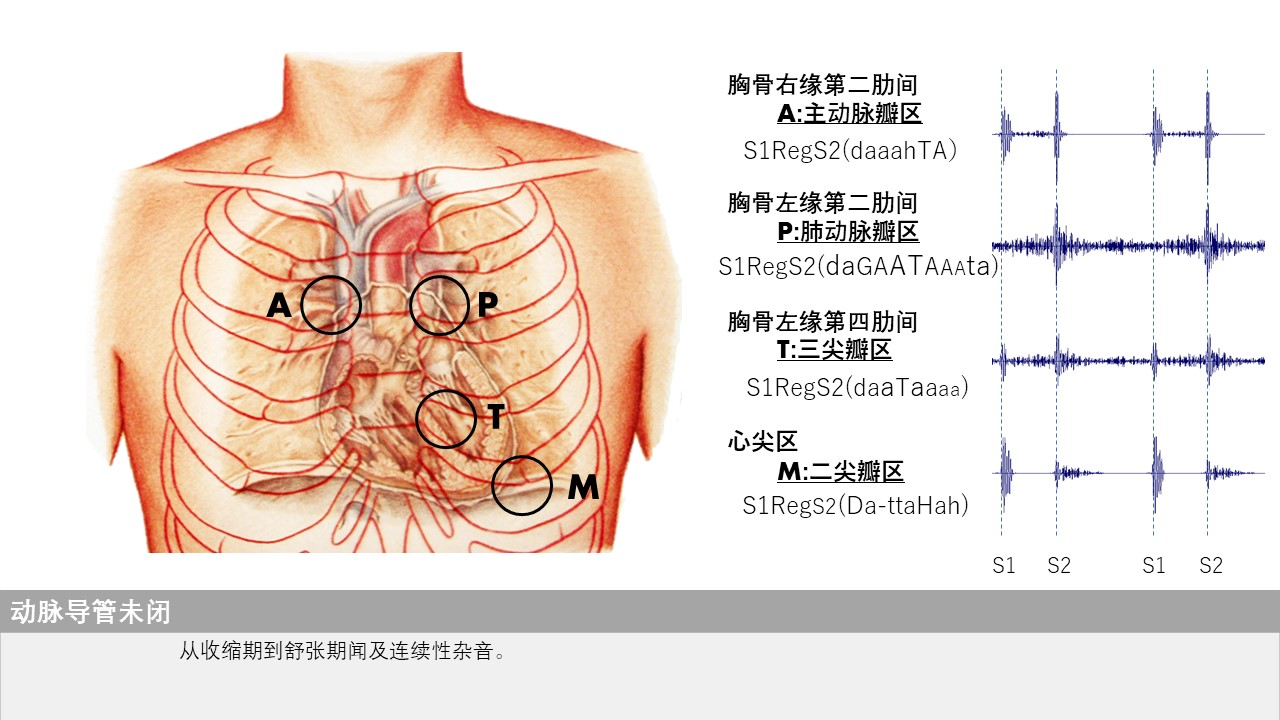 胸骨右缘第二肋间
A:主动脉瓣区
S1RegS2(daaahTA)
胸骨左缘第二肋间
P:肺动脉瓣区
S1RegS2(daGAATAAAta)
胸骨左缘第四肋间
T:三尖瓣区
S1RegS2(daaTaaaa)
心尖区
M:二尖瓣区
S1RegS2(Da-ttaHah)
A
P
T
M
S1 S2 S1 S2
动脉导管未闭
从收缩期到舒张期闻及连续性杂音。